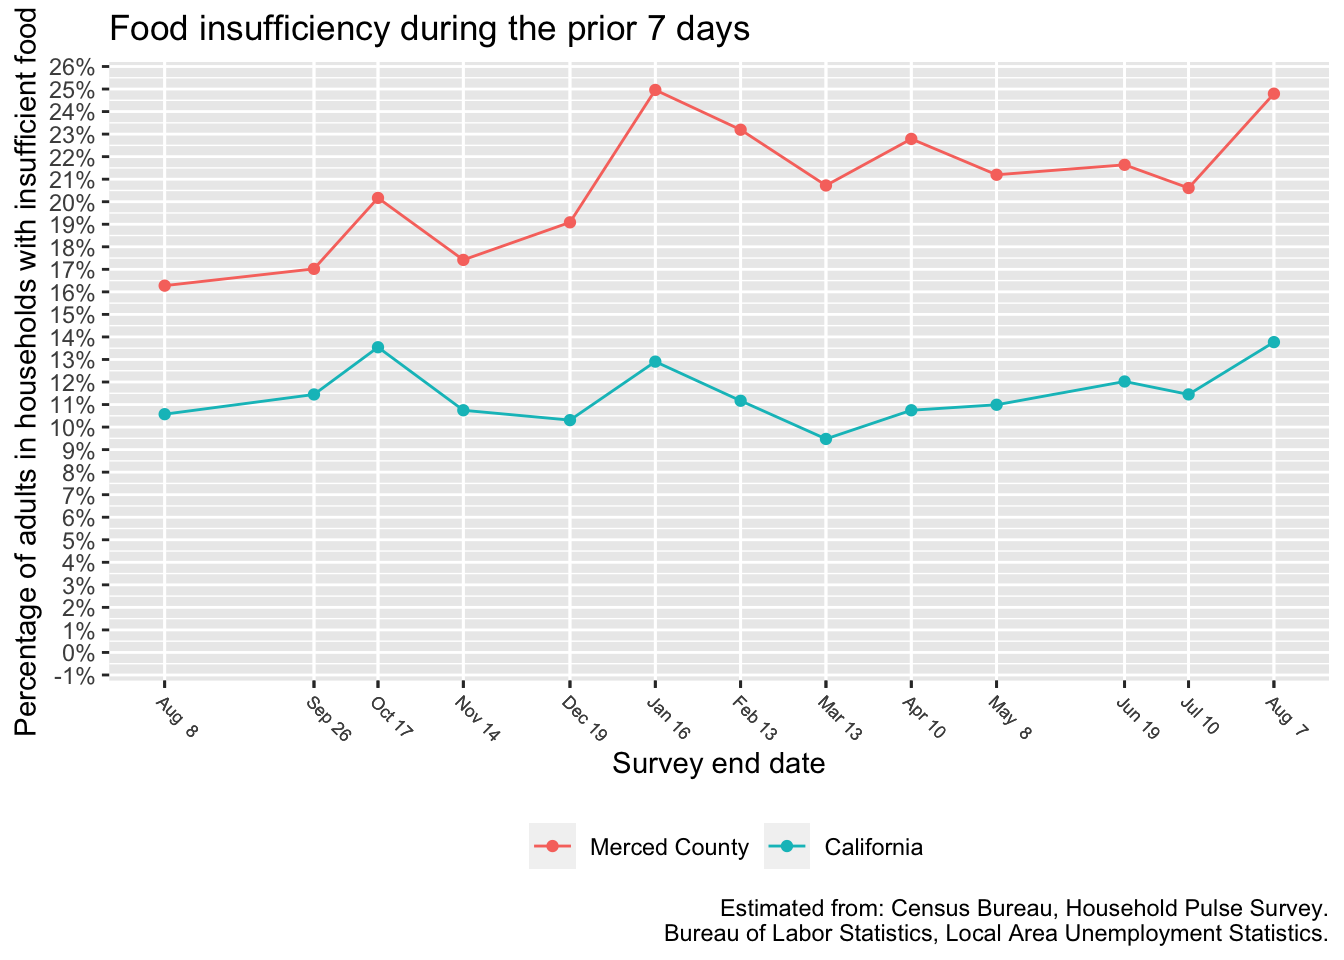 Food insufficiency during the prior 7 days
Percentage of adults in households with insufficient food
26%
25%
24%
23%
22%
21%
20%
19%
18%
17%
16%
15%
14%
13%
12%
11%
10%
9%
8%
7%
6%
5%
4%
3%
2%
1%
0%
-1%
Aug 8
Sep 26
Oct 17
Nov 14
Dec 19
Jan 16
Feb 13
Mar 13
Apr 10
May 8
Jun 19
Jul 10
Aug 7
Survey end date
Merced County
California
Estimated from: Census Bureau, Household Pulse Survey.
Bureau of Labor Statistics, Local Area Unemployment Statistics.